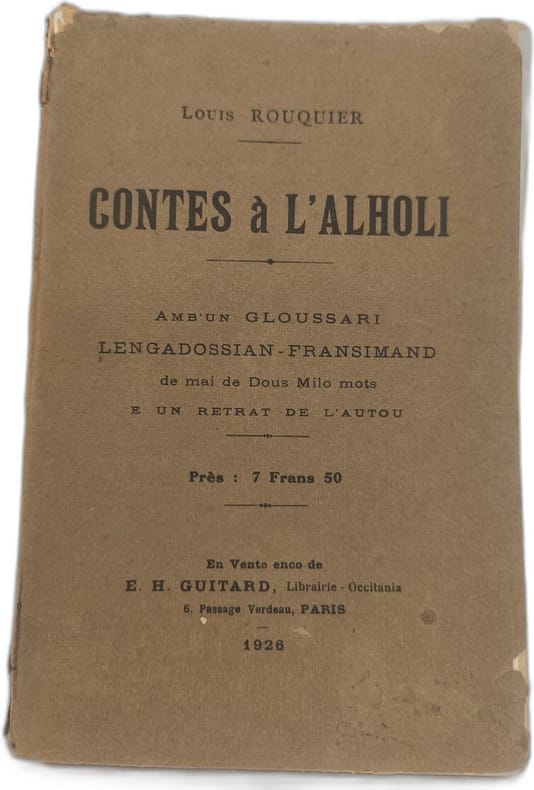 Louis ROUQUIER
CONTES à L'ALHOLI
AMB'UN GLOUSSARI
LENGADOSSIAN-FRANSIMAND
de mai de Dous Milo mots
E UN RETRAT DE L'AUTOU
Près : 7 Frans 50
En Vento enco de
E. H. GUITARD, Librairie - Occitania
6, Passage Verdeau, PARIS
1926